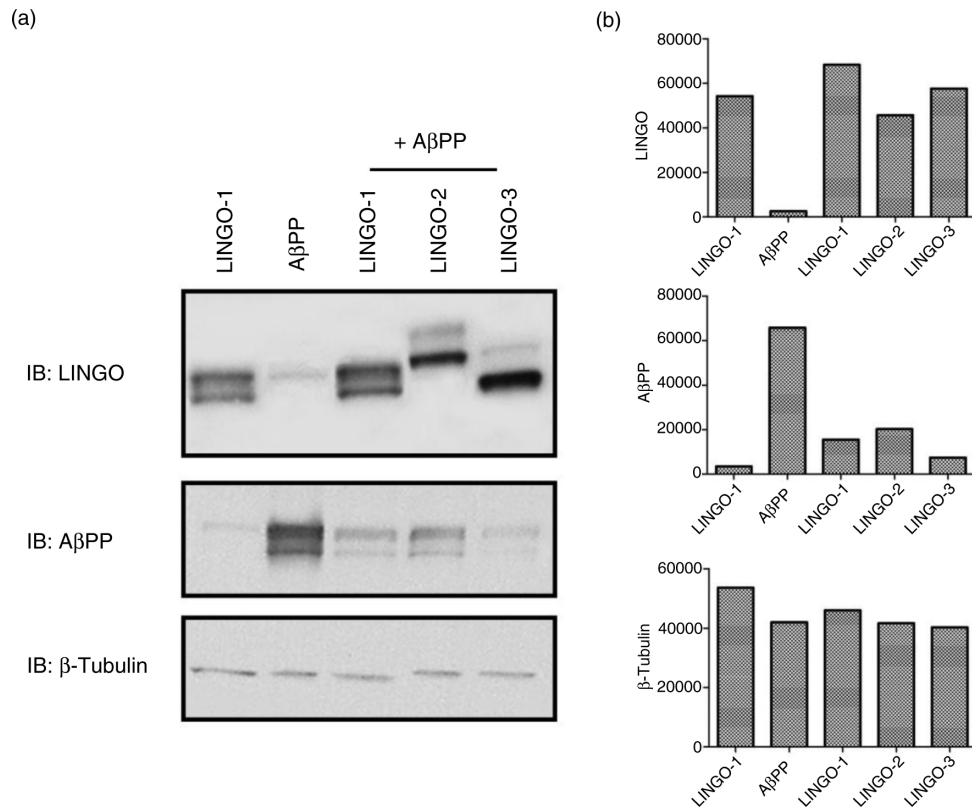 (a)
+ AβPP
LINGO-1
AβPP
LINGO-1
LINGO-2
LINGO-3
IB: LINGO
IB: AβPP
IB: β-Tubulin
(b)
80000
60000
40000
20000
0
LINGO
LINGO-1
AβPP
LINGO-1
LINGO-2
LINGO-3
80000
60000
40000
20000
0
AβPP
LINGO-1
AβPP
LINGO-1
LINGO-2
LINGO-3
60000
40000
20000
0
β-Tubulin
LINGO-1
AβPP
LINGO-1
LINGO-2
LINGO-3